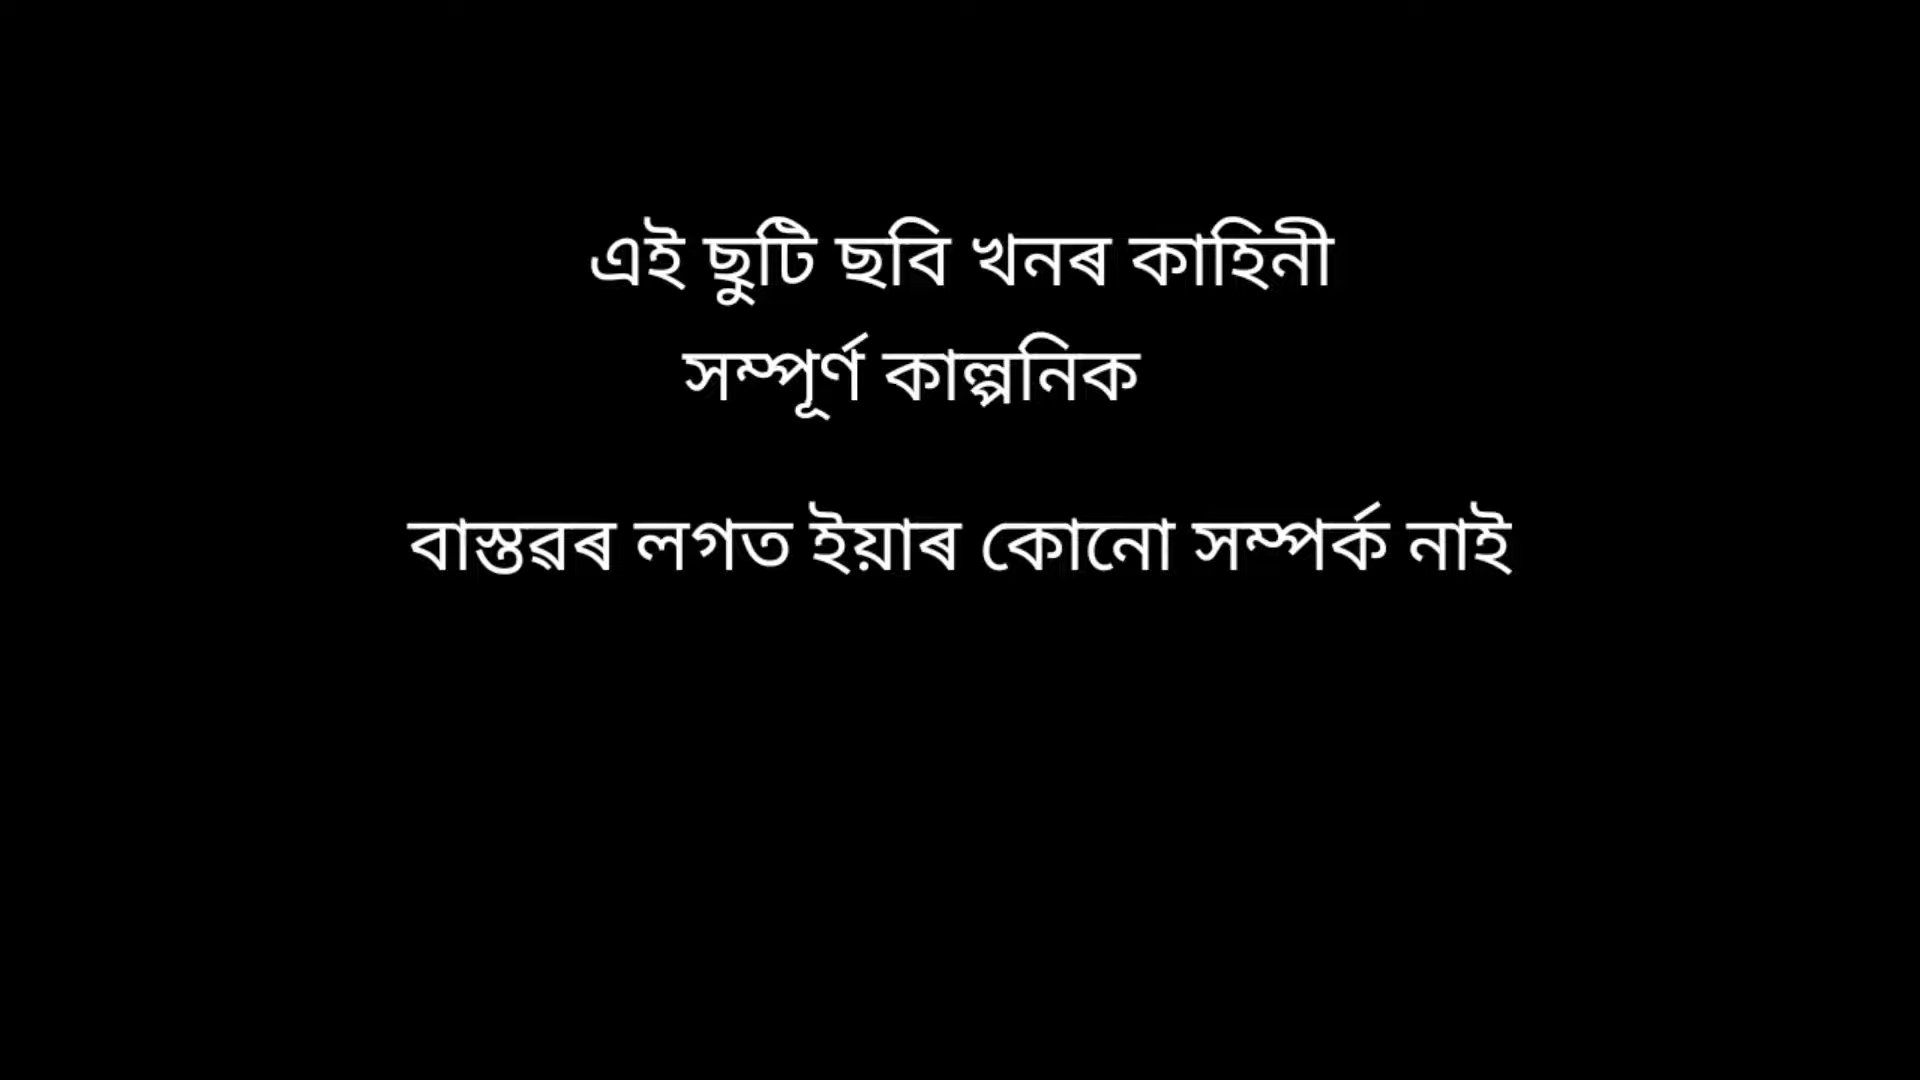 এই ছুটি ছবি খনৰ কাহিনী
সম্পূৰ্ণ কাল্পনিক
বাস্তৱৰ লগত ইয়াৰ কোনো সম্পৰ্ক নাই